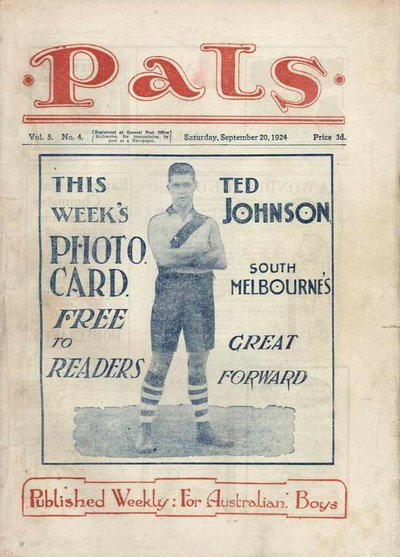 · Pals ·
Vol. 5. No. 4. [Registered at General Post Office Melbourne, for transmission by post as a Newspaper.] Saturday, September 20, 1924 Price 3d.
THIS
WEEK'S
PHOTO.
CARD.
FREE
TO
READERS
TED
JOHNSON
SOUTH
MELBOURNE'S
GREAT
FORWARD
Published Weekly: For Australian Boys